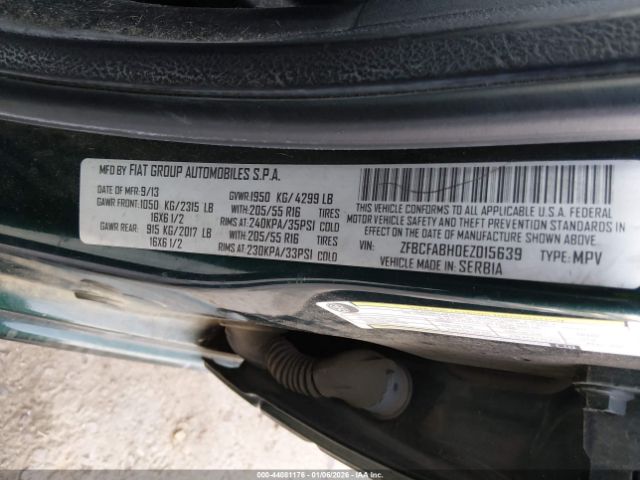 MFD BY FIAT GROUP AUTOMOBILES S.P.A.
DATE OF MFR: 9/13 GVWR:1950 KG/4299 LB
GAWR FRONT:1050 KG/2315 LB WITH:205/55 R16 TIRES
16X6 1/2 RIMS AT:240KPA/35PSI COLD
GAWR REAR: 915 KG/2017 LB WITH:205/55 R16 TIRES
16X6 1/2 RIMS AT:230KPA/33PSI COLD
THIS VEHICLE CONFORMS TO ALL APPLICABLE U.S.A. FEDERAL
MOTOR VEHICLE SAFETY, BUMPER, AND THEFT PREVENTION STANDARDS IN
EFFECT ON THE DATE OF MANUFACTURE SHOWN ABOVE.
VIN: ZFBCFABH0EZ015639 TYPE: MPV
VEHICLE MADE IN: SERBIA
000-44081176 | 01/06/2026 | IAA Inc.